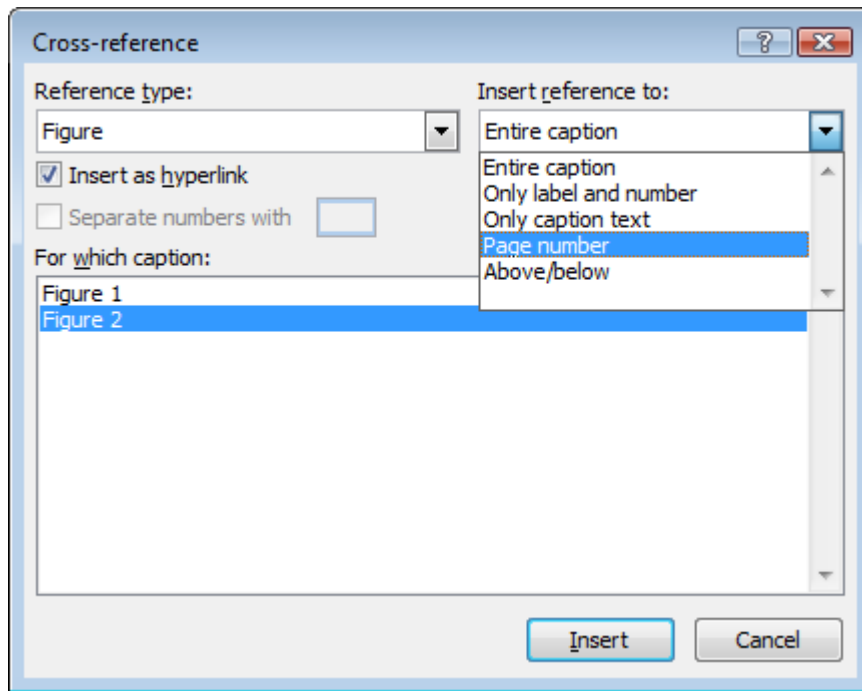 Cross-reference
Reference type:
Insert reference to:
Figure
Entire caption
Insert as hyperlink
Entire caption
Only label and number
Separate numbers with
Only caption text
Page number
For which caption:
Above/below
Figure 1
Figure 2
Insert
Cancel